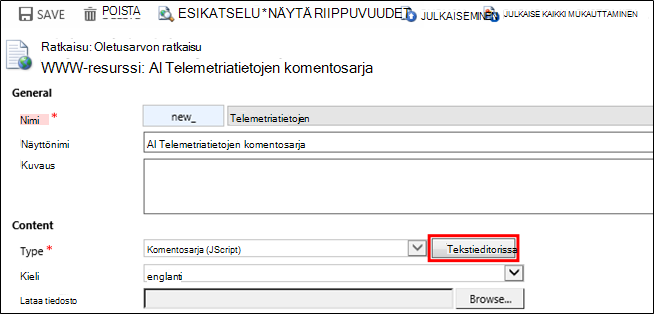 SAVE POISTA ESIKATSELU *NÄYTÄ RIIPPUVUUDET JULKAISEMINEN JULKAISE KAIKKI MUKAUTTAMINEN
Ratkaisu: Oletusarvon ratkaisu
WWW-resurssi: AI Telemetriatietojen komentosarja
General
Nimi * new_ Telemetriatietojen
Näyttönimi AI Telemetriatietojen komentosarja
Kuvaus
Content
Type * Komentosarja (JScript) Tekstieditorissa
Kieli englanti
Lataa tiedosto Browse...